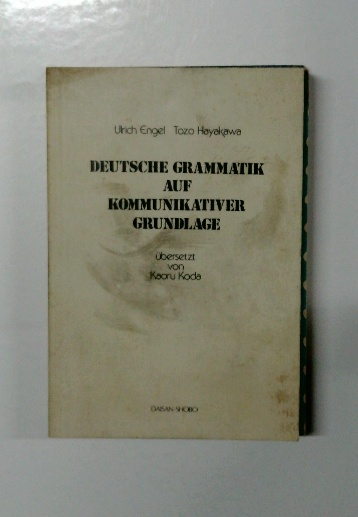 Ulrich Engel Tozo Hayakawa
DEUTSCHE GRAMMATIK
AUF
KOMMUNIKATIVER
GRUNDLAGE
übersetzt
von
Kaoru Koda
DAISAN SHOBO